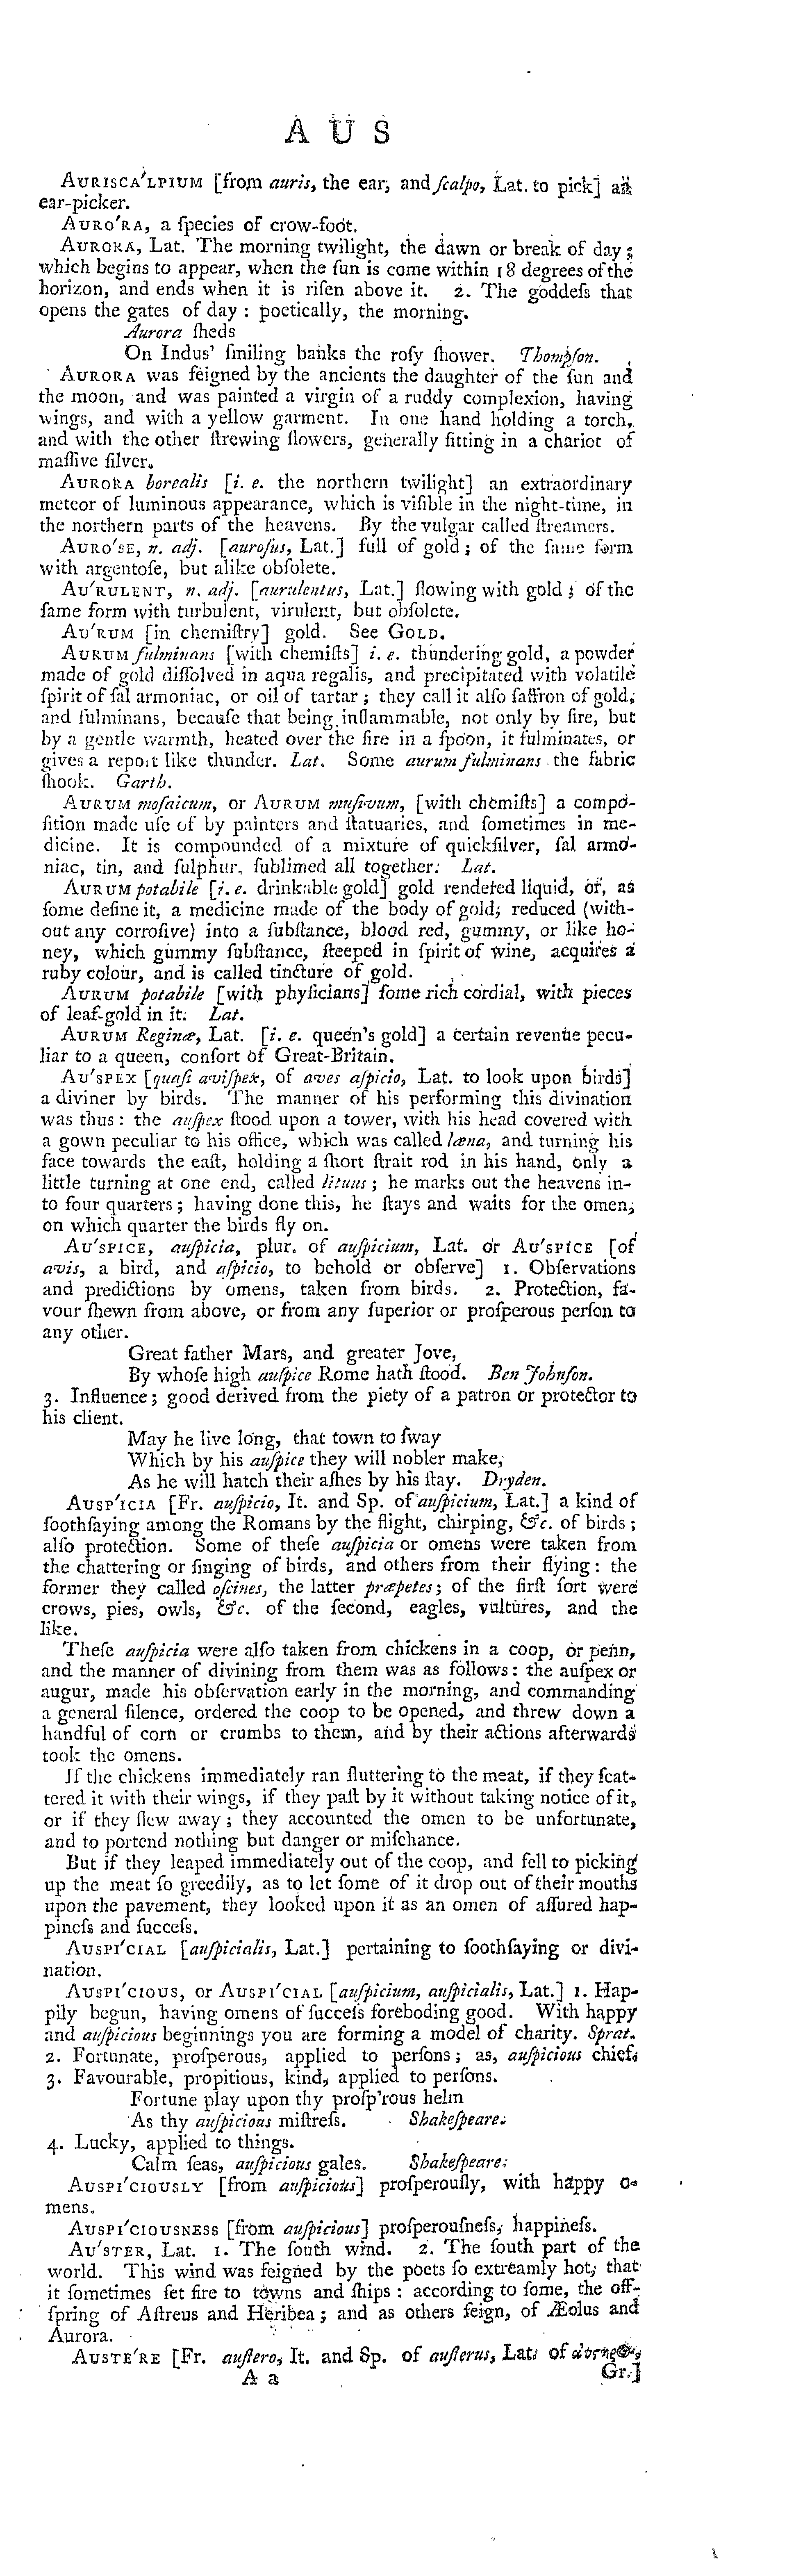 A U S
AURISCA'LPIUM [from auris, the ear; and ſcalpo, Lat. to pick] an
ear-picker.
AURO'RA, a ſpecies of crow-foot.
AURORA, Lat. The morning twilight, the dawn or break of day;
which begins to appear, when the ſun is come within 18 degrees of the
horizon, and ends when it is riſen above it. 2. The goddeſs that
opens the gates of day: poetically, the morning.
Aurora ſheds
On Indus' ſmiling banks the roſy ſhower. Thompſon.
AURORA was feigned by the ancients the daughter of the ſun and
the moon, and was painted a virgin of a ruddy complexion, having
wings, and with a yellow garment. In one hand holding a torch,
and with the other ſtrewing flowers, generally ſitting in a chariot of
maſſive ſilver.
AURORA borealis [i. e. the northern twilight] an extraordinary
meteor of luminous appearance, which is viſible in the night-time, in
the northern parts of the heavens. By the vulgar called ſtreamers.
AURO'SE, n. adj. [auroſus, Lat.] full of gold; of the ſame form
with argentoſe, but alike obſolete.
AU'RULENT, n. adj. [aurulentus, Lat.] flowing with gold; of the
ſame form with turbulent, virulent, but obſolete.
AU'RUM [in chemiſtry] gold. See GOLD.
AURUM fulminans [with chemiſts] i. e. thundering gold, a powder
made of gold diſſolved in aqua regalis, and precipitated with volatile
ſpirit of ſal armoniac, or oil of tartar; they call it alſo ſaffron of gold,
and fulminans, becauſe that being inflammable, not only by fire, but
by a gentle warmth, heated over the fire in a ſpoon, it fulminates, or
gives a report like thunder. Lat. Some aurum fulminans the fabric
ſhook. Garth.
AURUM moſaicum, or AURUM muſivum, [with chemiſts] a compo-
ſition made uſe of by painters and ſtatuaries, and ſometimes in me-
dicine. It is compounded of a mixture of quickſilver, ſal armo-
niac, tin, and ſulphur, ſublimed all together: Lat.
AURUM potabile [i. e. drinkable gold] gold rendered liquid, or, as
ſome define it, a medicine made of the body of gold; reduced (with-
out any corroſive) into a ſubſtance, blood red, gummy, or like ho-
ney, which gummy ſubſtance, ſteeped in ſpirit of wine, acquires a
ruby colour, and is called tincture of gold.
AURUM potabile [with phyſicians] ſome rich cordial, with pieces
of leaf-gold in it: Lat.
AURUM Reginæ, Lat. [i. e. queen's gold] a certain revenue pecu-
liar to a queen, conſort of Great-Britain.
AU'SPEX [quaſi aviſpex, of aves aſpicio, Lat. to look upon birds]
a diviner by birds. The manner of his performing this divination
was thus: the auſpex ſtood upon a tower, with his head covered with
a gown peculiar to his office, which was called læna, and turning his
face towards the eaſt, holding a ſhort ſtrait rod in his hand, only a
little turning at one end, called lituus; he marks out the heavens in-
to four quarters; having done this, he ſtays and waits for the omen,
on which quarter the birds fly on.
AU'SPICE, auſpicia, plur. of auſpicium, Lat. or AU'SPICE [of
avis, a bird, and aſpicio, to behold or obſerve] 1. Obſervations
and predictions by omens, taken from birds. 2. Protection, fa-
vour ſhewn from above, or from any ſuperior or proſperous perſon to
any other.
Great father Mars, and greater Jove,
By whoſe high auſpice Rome hath ſtood. Ben Johnſon.
3. Influence; good derived from the piety of a patron or protector to
his client.
May he live long, that town to ſway
Which by his auſpice they will nobler make,
As he will hatch their aſhes by his ſtay. Dryden.
AUSP'ICIA [Fr. auſpicio, It. and Sp. of auſpicium, Lat.] a kind of
ſoothſaying among the Romans by the flight, chirping, &c. of birds;
alſo protection. Some of theſe auſpicia or omens were taken from
the chattering or ſinging of birds, and others from their flying: the
former they called oſcines, the latter præpetes; of the firſt ſort were
crows, pies, owls, &c. of the ſecond, eagles, vultures, and the
like.
Theſe auſpicia were alſo taken from chickens in a coop, or penn,
and the manner of divining from them was as follows: the auſpex or
augur, made his obſervation early in the morning, and commanding
a general ſilence, ordered the coop to be opened, and threw down a
handful of corn or crumbs to them, and by their actions afterwards
took the omens.
If the chickens immediately ran fluttering to the meat, if they ſcat-
tered it with their wings, if they paſt by it without taking notice of it,
or if they flew away; they accounted the omen to be unfortunate,
and to portend nothing but danger or miſchance.
But if they leaped immediately out of the coop, and fell to picking
up the meat ſo greedily, as to let ſome of it drop out of their mouths
upon the pavement, they looked upon it as an omen of aſſured hap-
pineſs and ſucceſs.
AUSPI'CIAL [auſpicialis, Lat.] pertaining to ſoothſaying or divi-
nation.
AUSPI'CIOUS, or AUSPI'CIAL [auſpicium, auſpicialis, Lat.] 1. Hap-
pily begun, having omens of ſucceſs foreboding good. With happy
and auſpicious beginnings you are forming a model of charity. Sprat.
2. Fortunate, proſperous, applied to perſons; as, auſpicious chief.
3. Favourable, propitious, kind, applied to perſons.
Fortune play upon thy proſp'rous helm
As thy auſpicious miſtreſs. Shakeſpeare.
4. Lucky, applied to things.
Calm ſeas, auſpicious gales. Shakeſpeare.
AUSPI'CIOUSLY [from auſpicious] proſperouſly, with happy o-
mens.
AUSPI'CIOUSNESS [from auſpicious] proſperouſneſs, happineſs.
AU'STER, Lat. 1. The ſouth wind. 2. The ſouth part of the
world. This wind was feigned by the poets ſo extreamly hot, that
it ſometimes ſet fire to towns and ſhips: according to ſome, the off-
ſpring of Aſtreus and Heribea; and as others feign, of Æolus and
Aurora.
AUSTE'RE [Fr. auſtero, It. and Sp. of auſterus, Lat. of
A a Gr.]